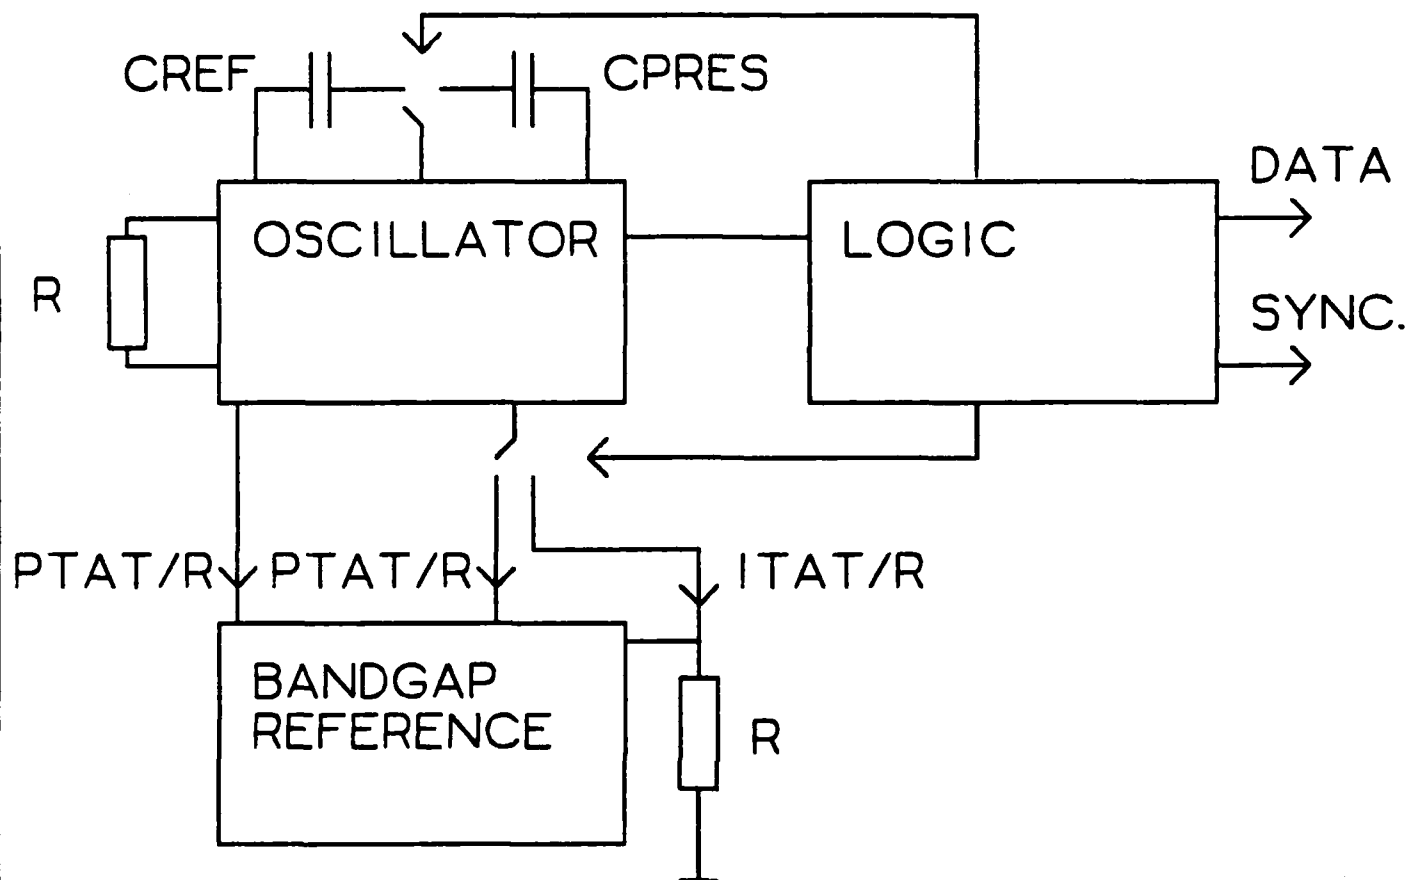 CREF
CPRES
DATA
OSCILLATOR
LOGIC
R
SYNC.
PTAT/R
PTAT/R
ITAT/R
BANDGAP
REFERENCE
R